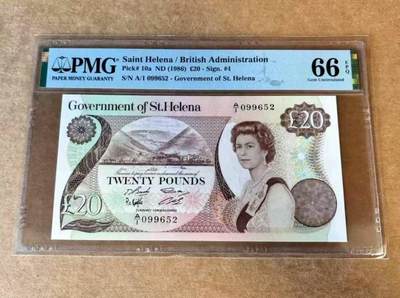 PMG
PAPER MONEY GUARANTY
Saint Helena / British Administration
Pick# 10a ND (1986) £20 - Sign. #1
S/N A/1 099652 - Government of St. Helena
66 EPQ
Gem Uncirculated
Government of St.Helena
A/1 099652
£20
TWENTY POUNDS
£20
A/1 099652